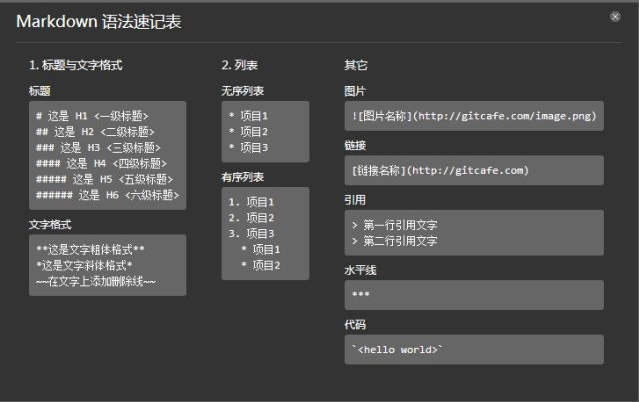 Markdown 语法速记表
1. 标题与文字格式
标题
# 这是 H1 <一级标题>
## 这是 H2 <二级标题>
### 这是 H3 <三级标题>
#### 这是 H4 <四级标题>
##### 这是 H5 <五级标题>
###### 这是 H6 <六级标题>
文字格式
**这是文字粗体格式**
*这是文字斜体格式*
~~在文字上添加删除线~~
2. 列表
无序列表
* 项目1
* 项目2
* 项目3
有序列表
1. 项目1
2. 项目2
3. 项目3
  * 项目1
  * 项目2
其它
图片
![图片名称](http://gitcafe.com/image.png)
链接
[链接名称](http://gitcafe.com)
引用
> 第一行引用文字
> 第二行引用文字
水平线
***
代码
`<hello world>`